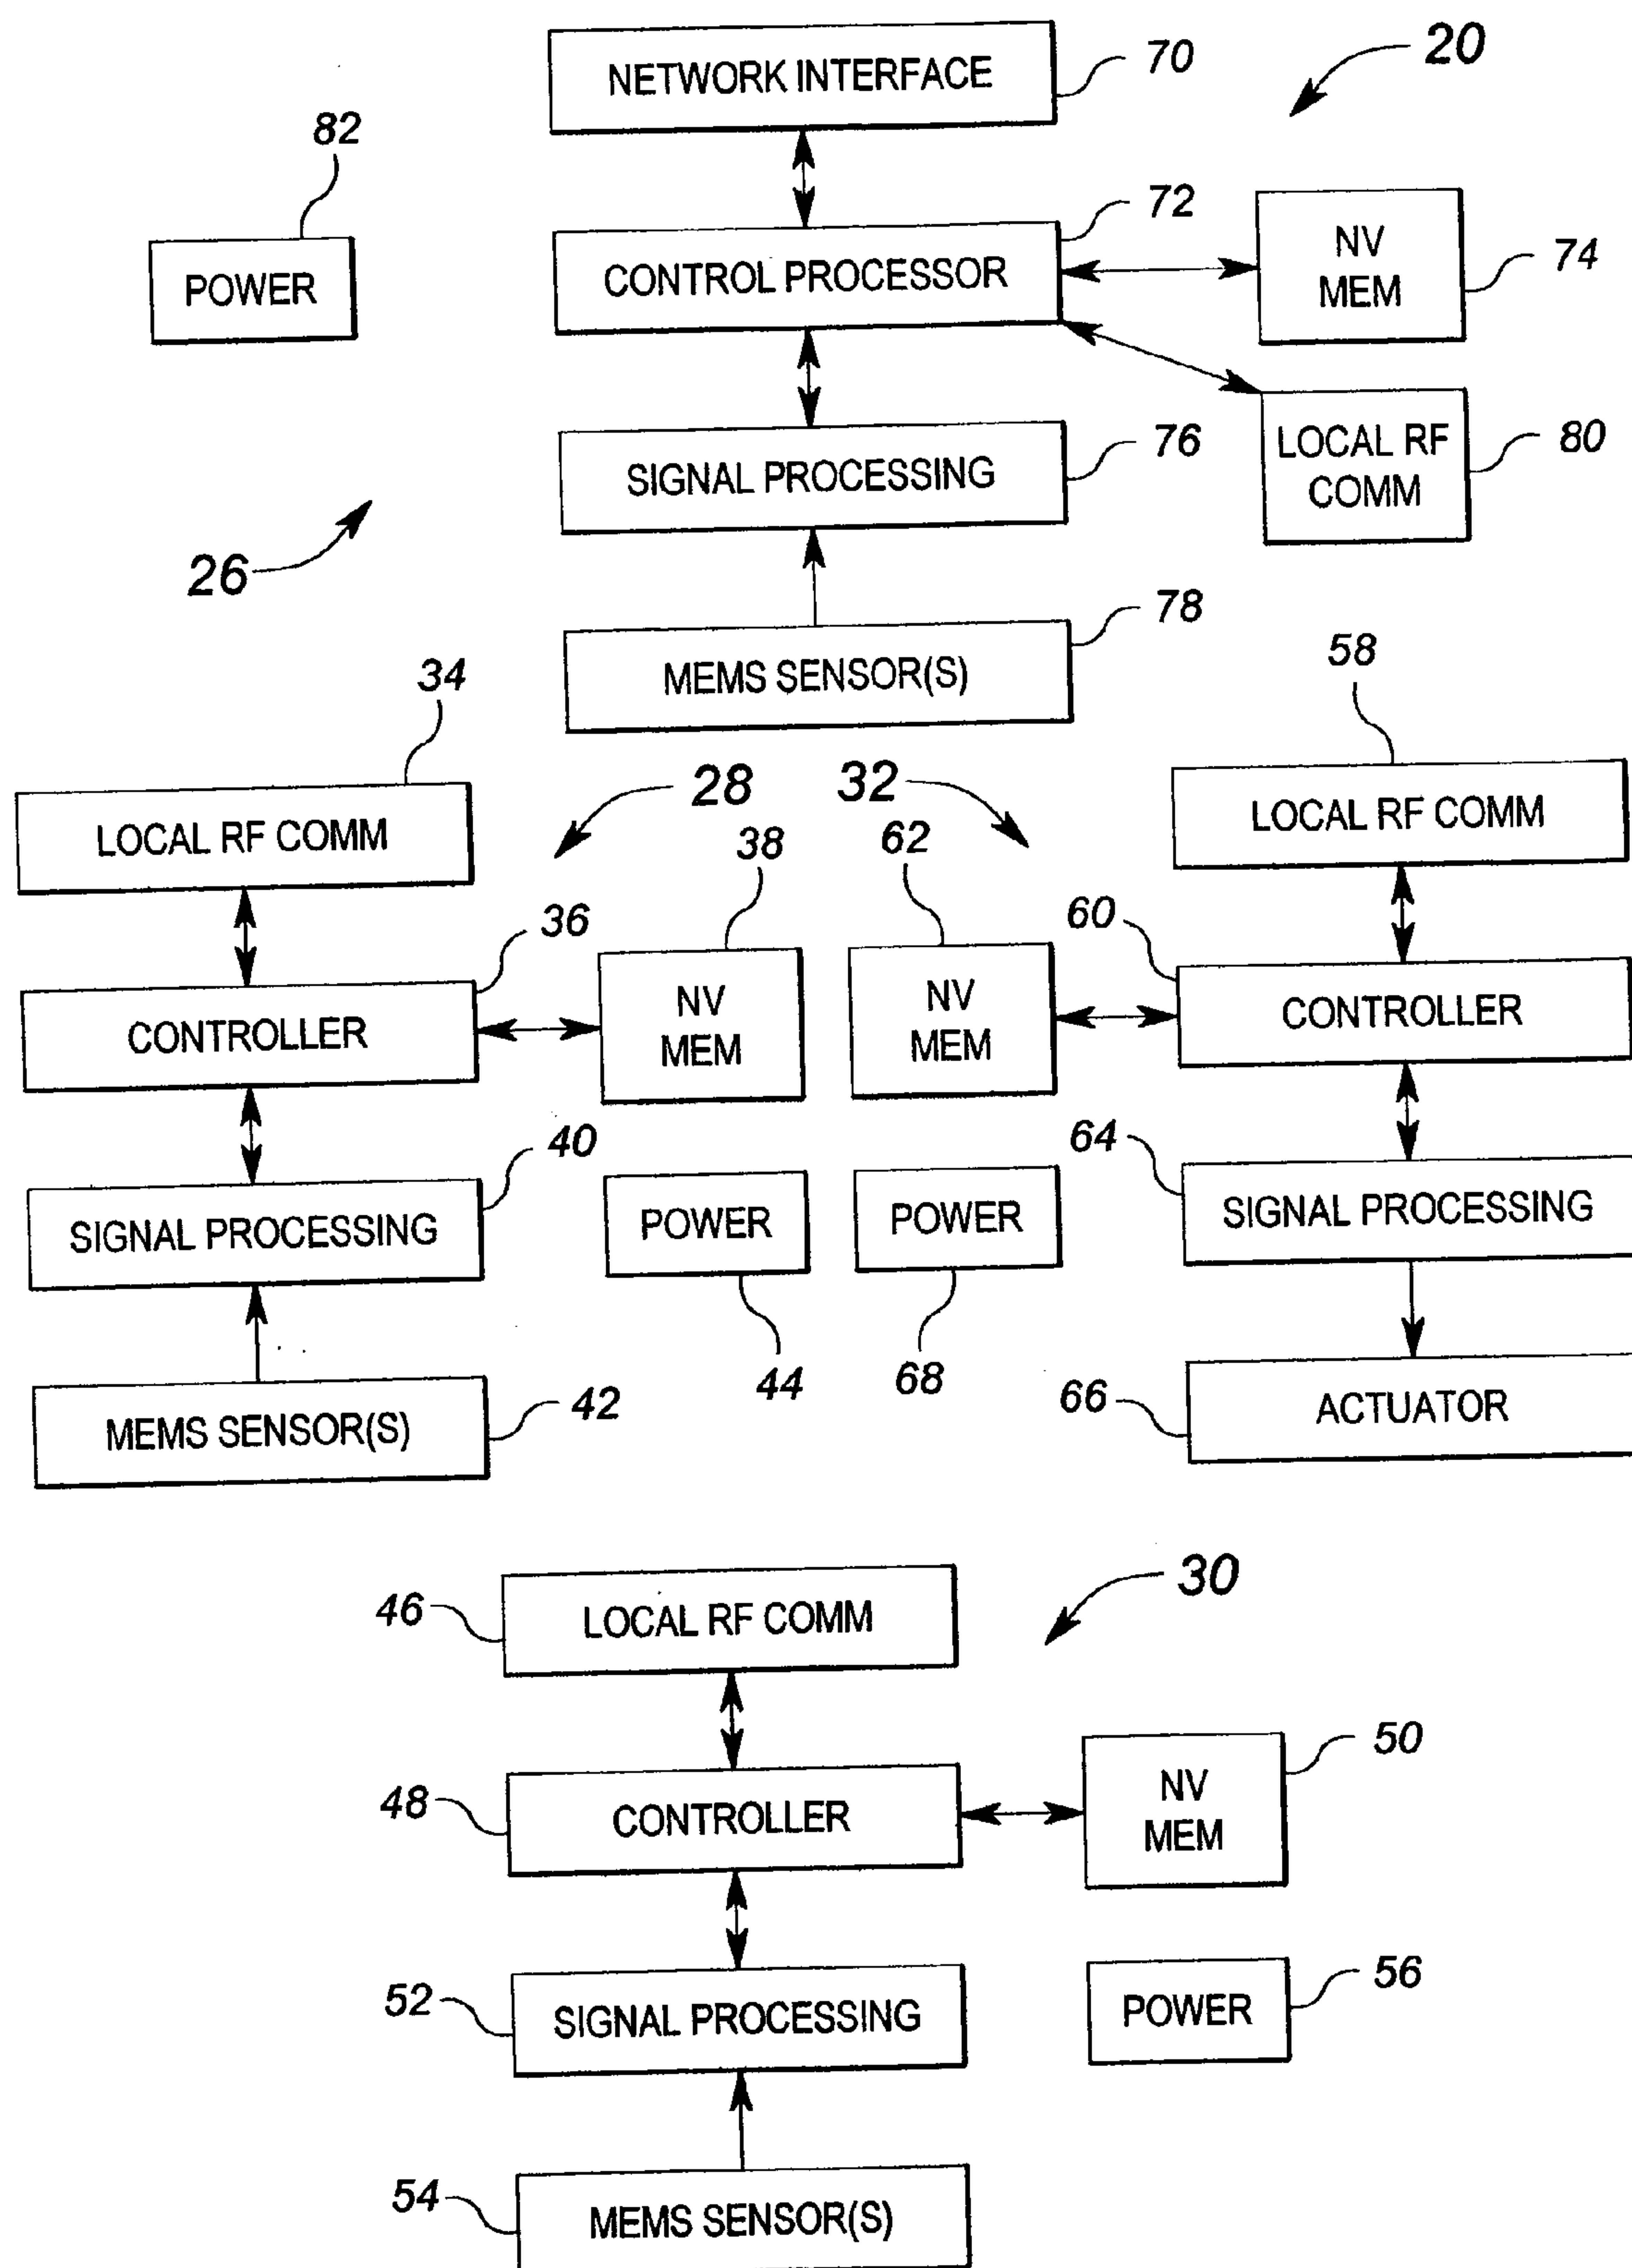 NETWORK INTERFACE
70
20
82
POWER
CONTROL PROCESSOR
72
NV
MEM
74
SIGNAL PROCESSING
76
LOCAL RF
COMM
80
26
MEMS SENSOR(S)
78
34
LOCAL RF COMM
28
36
CONTROLLER
38
NV
MEM
40
SIGNAL PROCESSING
POWER
44
MEMS SENSOR(S)
42
32
58
LOCAL RF COMM
62
NV
MEM
60
CONTROLLER
64
SIGNAL PROCESSING
POWER
68
66
ACTUATOR
30
46
LOCAL RF COMM
48
CONTROLLER
NV
MEM
50
52
SIGNAL PROCESSING
POWER
56
54
MEMS SENSOR(S)